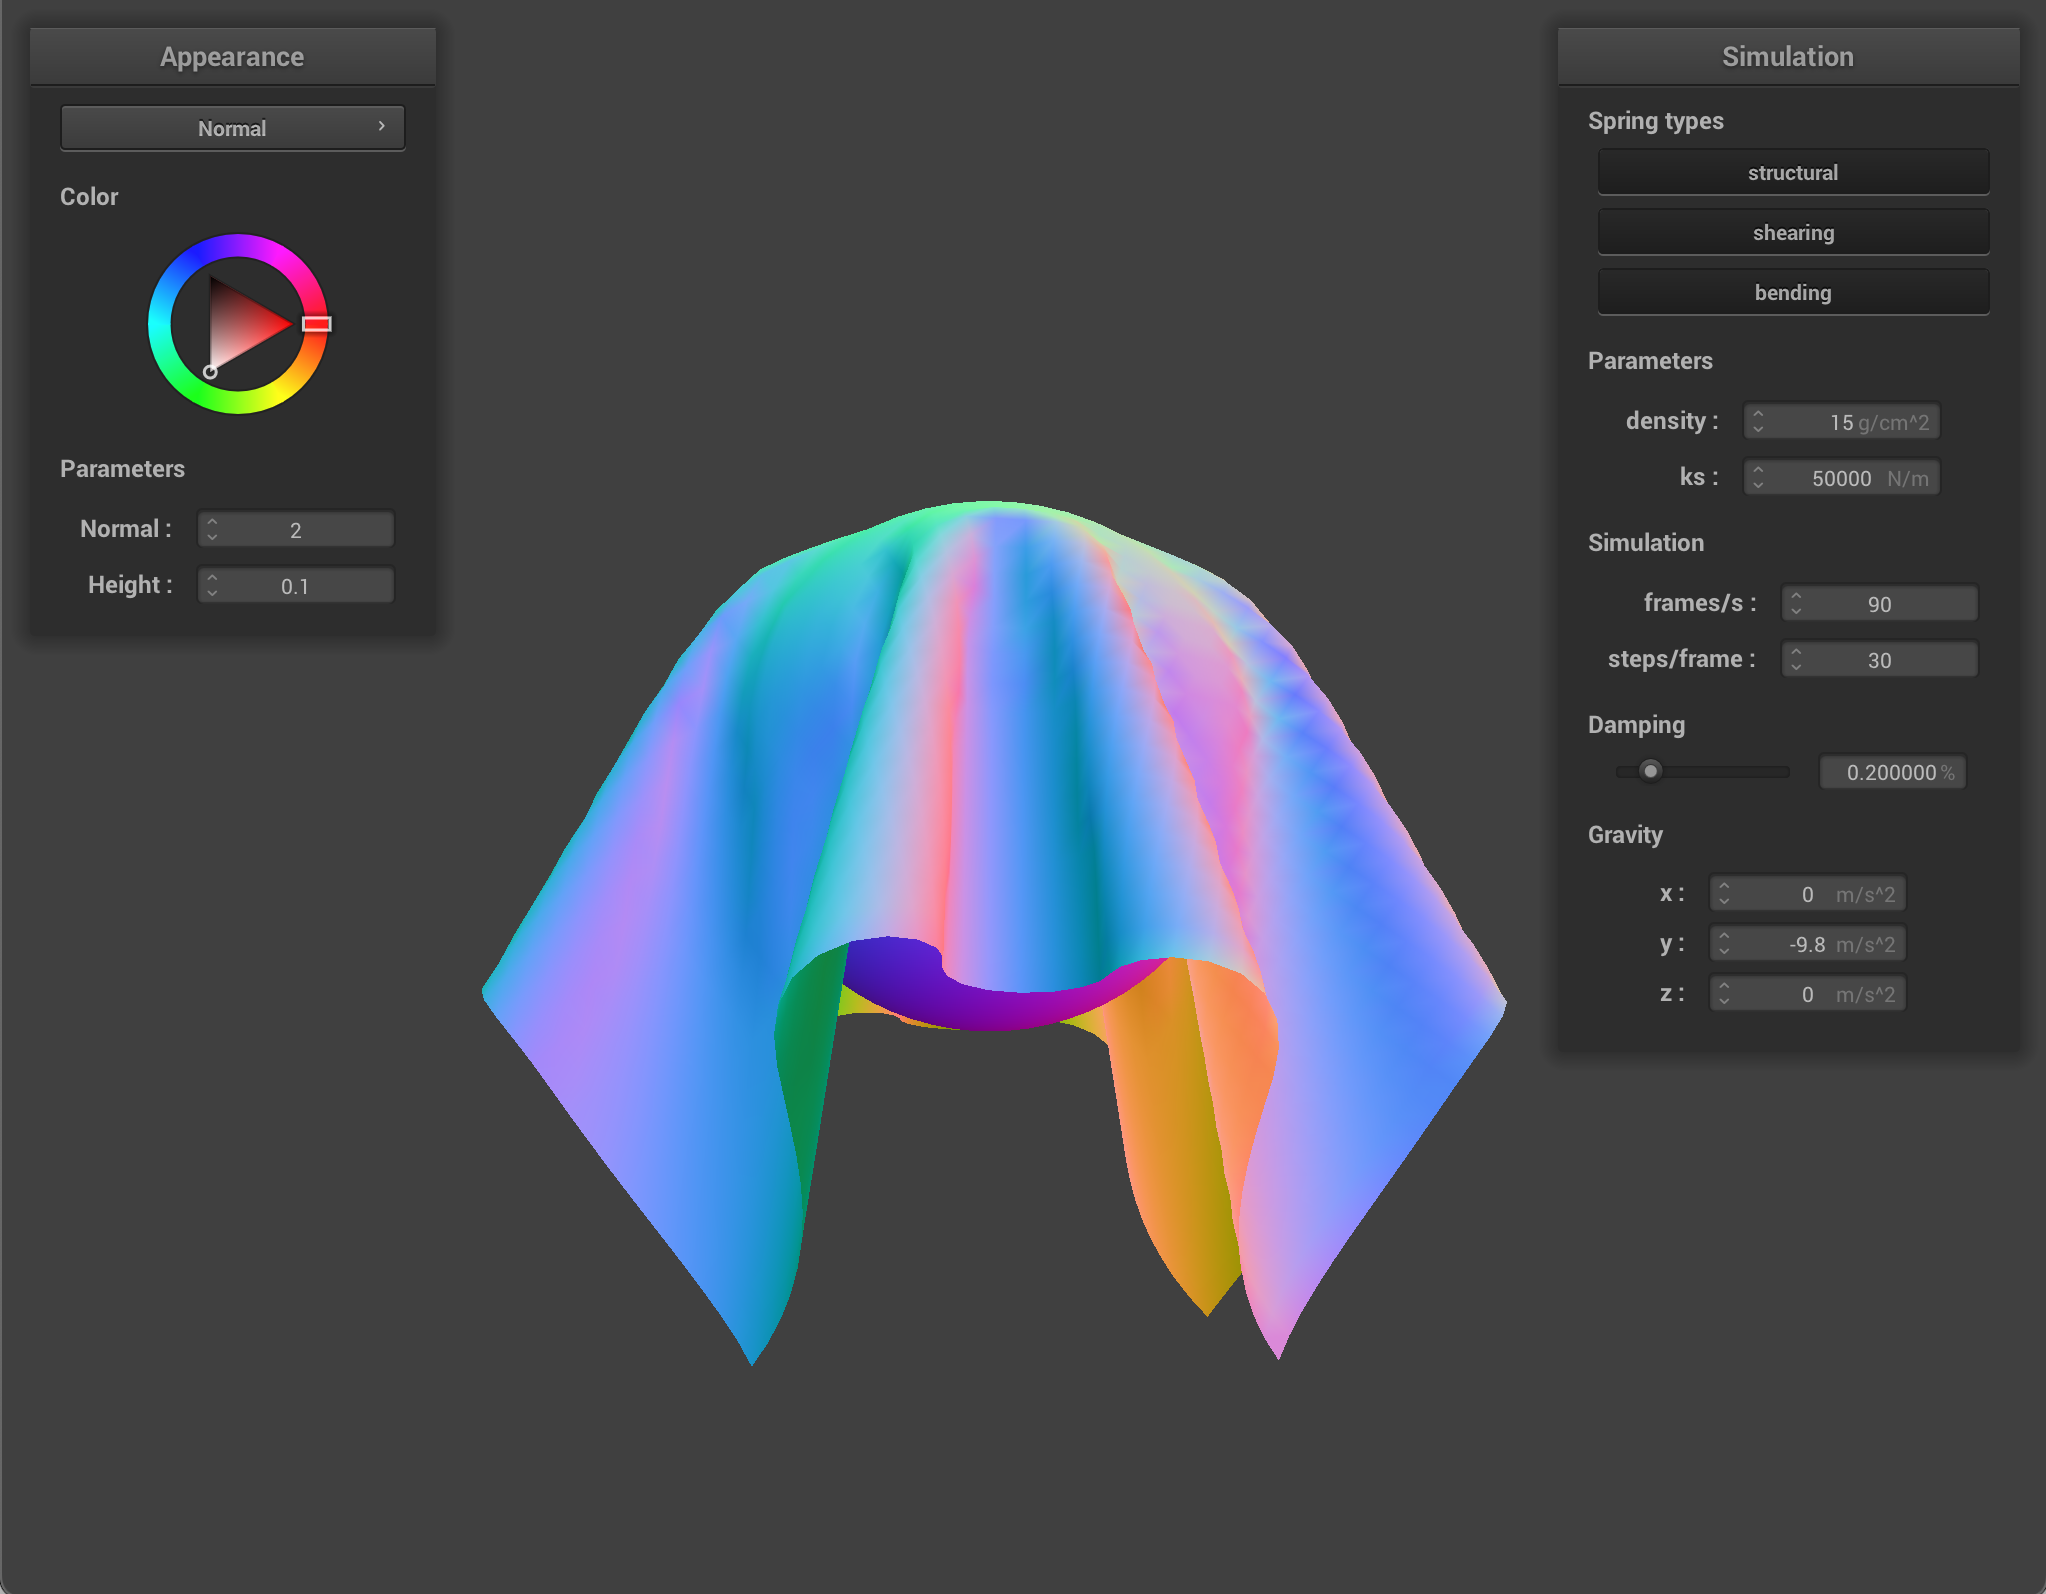 Appearance
Normal
Color
Parameters
Normal : 2
Height : 0.1
Simulation
Spring types
structural
shearing
bending
Parameters
density : 15 g/cm^2
ks : 50000 N/m
Simulation
frames/s : 90
steps/frame : 30
Damping
0.200000 %
Gravity
x : 0 m/s^2
y : -9.8 m/s^2
z : 0 m/s^2